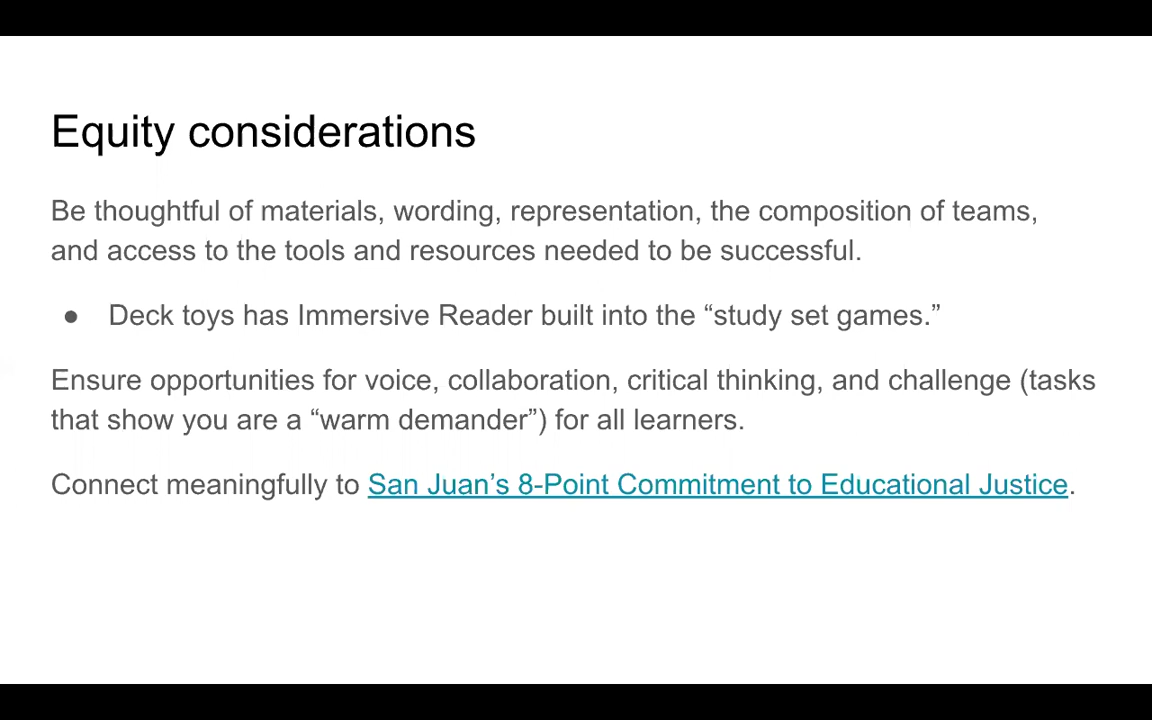 Equity considerations
Be thoughtful of materials, wording, representation, the composition of teams,
and access to the tools and resources needed to be successful.
● Deck toys has Immersive Reader built into the “study set games.”
Ensure opportunities for voice, collaboration, critical thinking, and challenge (tasks
that show you are a “warm demander”) for all learners.
Connect meaningfully to San Juan’s 8-Point Commitment to Educational Justice.